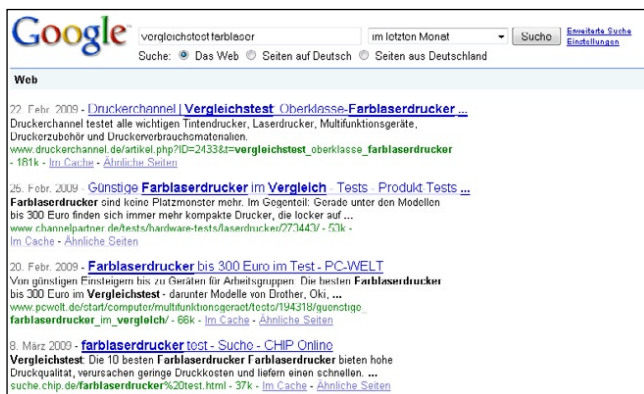 Google™
vergleichstest farblaser im letzten Monat Suche Erweiterte Suche
Einstellungen
Suche: Das Web Seiten auf Deutsch Seiten aus Deutschland
Web
22. Febr. 2009 - Druckerchannel | Vergleichstest: Oberklasse-Farblaserdrucker ...
Druckerchannel testet alle wichtigen Tintendrucker, Laserdrucker, Multifunktionsgeräte,
Druckerzubehör und Druckerverbrauchsmaterialien.
www.druckerchannel.de/artikel.php?ID=2433&t=vergleichstest_oberklasse_farblaserdrucker
- 181k - Im Cache - Ähnliche Seiten
26. Febr. 2009 - Günstige Farblaserdrucker im Vergleich - Tests - Produkt Tests ...
Farblaserdrucker sind keine Platzmonster mehr. Im Gegenteil: Gerade unter den Modellen
bis 300 Euro finden sich immer mehr kompakte Drucker, die locker auf ...
www.channelpartner.de/tests/hardware-tests/laserdrucker/273443/ - 53k -
Im Cache - Ähnliche Seiten
20. Febr. 2009 - Farblaserdrucker bis 300 Euro im Test - PC-WELT
Von günstigen Einsteigern bis zu Geräten für Arbeitsgruppen. Die besten Farblaserdrucker
bis 300 Euro im Vergleichstest - darunter Modelle von Brother, Oki, ...
www.pcwelt.de/start/computer/multifunktionsgeraet/tests/194318/guenstige_
farblaserdrucker_im_vergleich/ - 66k - Im Cache - Ähnliche Seiten
8. März 2009 - farblaserdrucker test - Suche - CHIP Online
Vergleichstest: Die 10 besten Farblaserdrucker Farblaserdrucker bieten hohe
Druckqualität, verursachen geringe Druckkosten und liefern einen schnellen. ...
suche.chip.de/farblaserdrucker%20test.html - 37k - Im Cache - Ähnliche Seiten